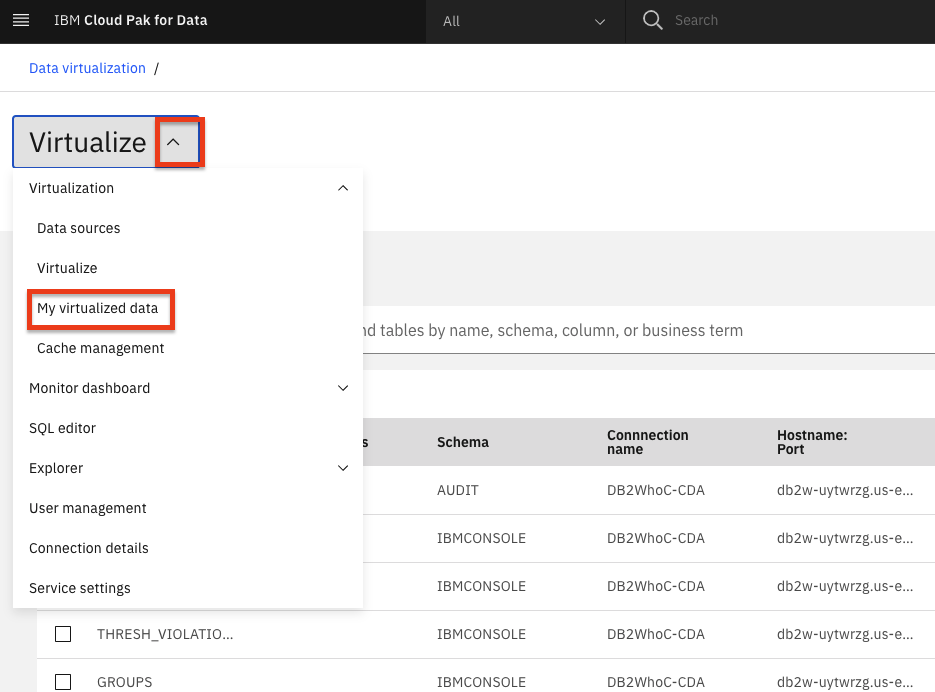 IBM Cloud Pak for Data
All
Search
Data virtualization /
Virtualize
Virtualization
Data sources
Virtualize
My virtualized data
Cache management
Monitor dashboard
SQL editor
Explorer
User management
Connection details
Service settings
tables by name, schema, column, or business term
Schema
Connnection
name
Hostname:
Port
AUDIT DB2WhoC-CDA db2w-uytwrzg.us-e...
IBMCONSOLE DB2WhoC-CDA db2w-uytwrzg.us-e...
IBMCONSOLE DB2WhoC-CDA db2w-uytwrzg.us-e...
THRESH_VIOLATIO... IBMCONSOLE DB2WhoC-CDA db2w-uytwrzg.us-e...
GROUPS IBMCONSOLE DB2WhoC-CDA db2w-uytwrzg.us-e...